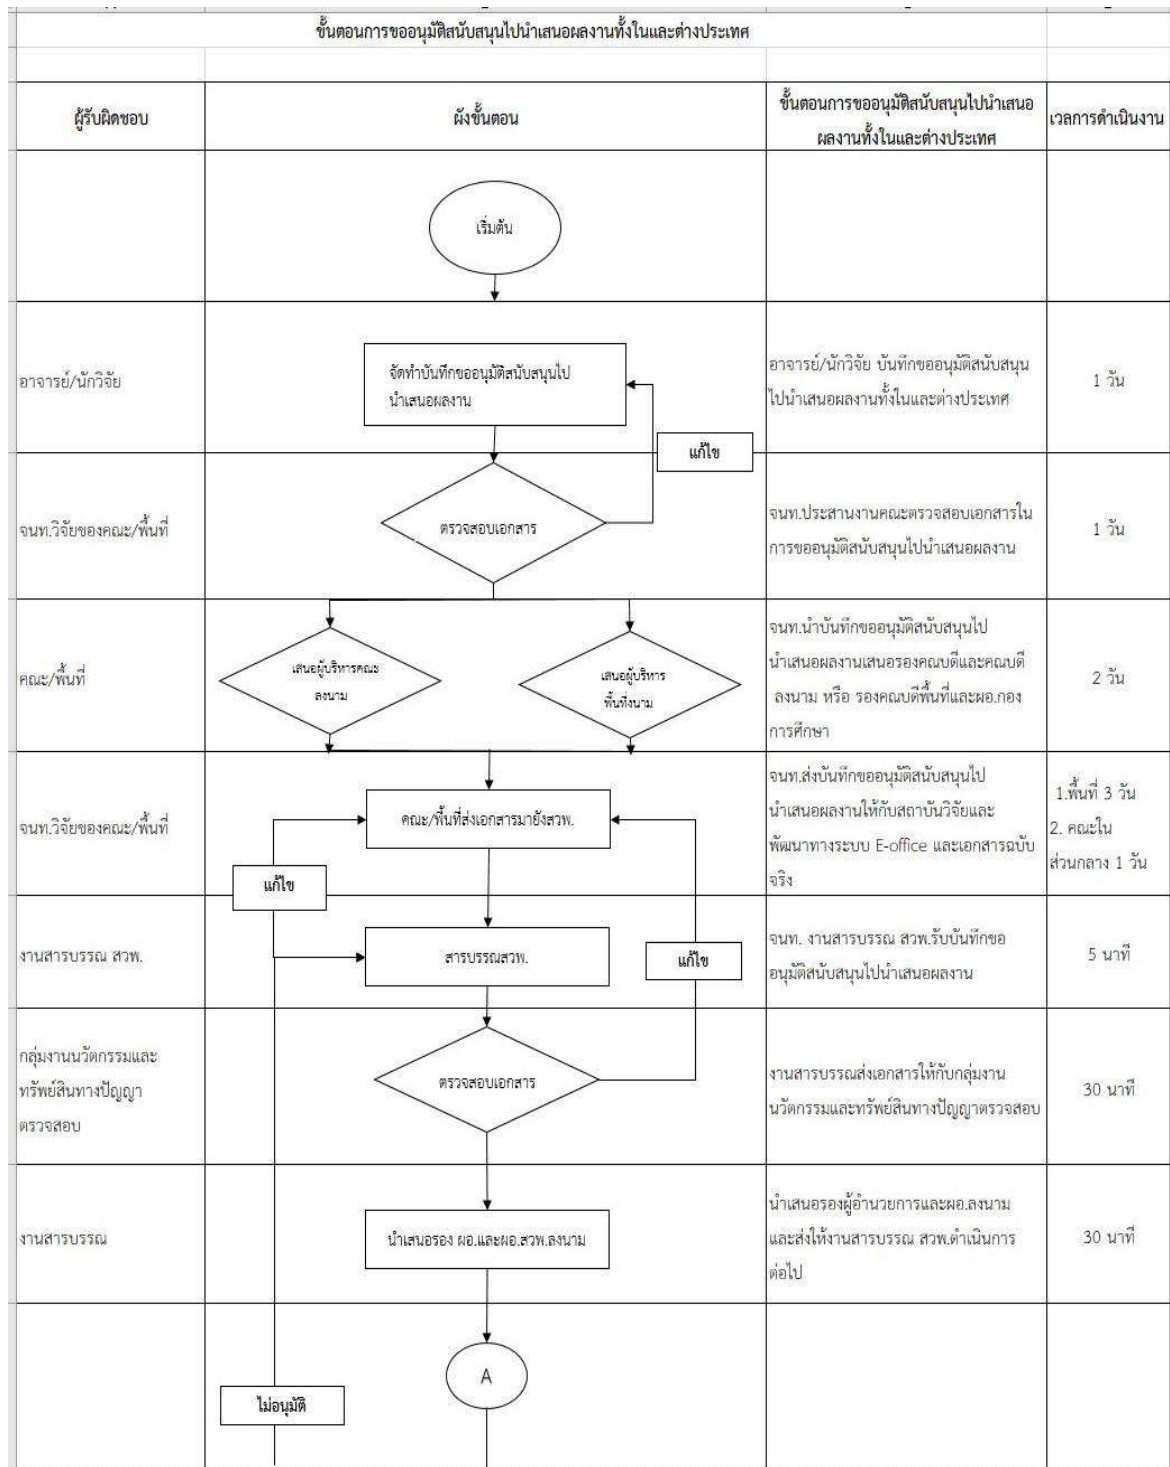 ขั้นตอนการขออนุมัติสนับสนุนไปนำเสนอผลงานทั้งในและต่างประเทศ
ผู้รับผิดชอบ
ผังขั้นตอน
ขั้นตอนการขออนุมัติสนับสนุนไปนำเสนอ
ผลงานทั้งในและต่างประเทศ
เวลการดำเนินงาน
เริ่มต้น
อาจารย์/นักวิจัย
จัดทำบันทึกขออนุมัติสนับสนุนไป
นำเสนอผลงาน
อาจารย์/นักวิจัย บันทึกขออนุมัติสนับสนุน
ไปนำเสนอผลงานทั้งในและต่างประเทศ
1 วัน
แก้ไข
จนท.วิจัยของคณะ/พื้นที่
ตรวจสอบเอกสาร
จนท.ประสานงานคณะตรวจสอบเอกสารใน
การขออนุมัติสนับสนุนไปนำเสนอผลงาน
1 วัน
คณะ/พื้นที่
เสนอผู้บริหารคณะ
ลงนาม
เสนอผู้บริหาร
พื้นที่งนาม
จนท.นำบันทึกขออนุมัติสนับสนุนไป
นำเสนอผลงานเสนอรองคณบดีและคณบดี
ลงนาม หรือ รองคณบดีพื้นที่และผอ.กอง
การศึกษา
2 วัน
จนท.วิจัยของคณะ/พื้นที่
คณะ/พื้นที่ส่งเอกสารมายังสวพ.
จนท.ส่งบันทึกขออนุมัติสนับสนุนไป
นำเสนอผลงานให้กับสถาบันวิจัยและ
พัฒนาทางระบบ E-office และเอกสารฉบับ
จริง
1.พื้นที่ 3 วัน
2. คณะใน
ส่วนกลาง 1 วัน
แก้ไข
งานสารบรรณ สวพ.
สารบรรณสวพ.
แก้ไข
จนท. งานสารบรรณ สวพ.รับบันทึกขอ
อนุมัติสนับสนุนไปนำเสนอผลงาน
5 นาที
กลุ่มงานนวัตกรรมและ
ทรัพย์สินทางปัญญา
ตรวจสอบ
ตรวจสอบเอกสาร
งานสารบรรณส่งเอกสารให้กับกลุ่มงาน
นวัตกรรมและทรัพย์สินทางปัญญาตรวจสอบ
30 นาที
งานสารบรรณ
นำเสนอรอง ผอ.และผอ.สวพ.ลงนาม
นำเสนอรองผู้อำนวยการและผอ.ลงนาม
และส่งให้งานสารบรรณ สวพ.ดำเนินการ
ต่อไป
30 นาที
A
ไม่อนุมัติ